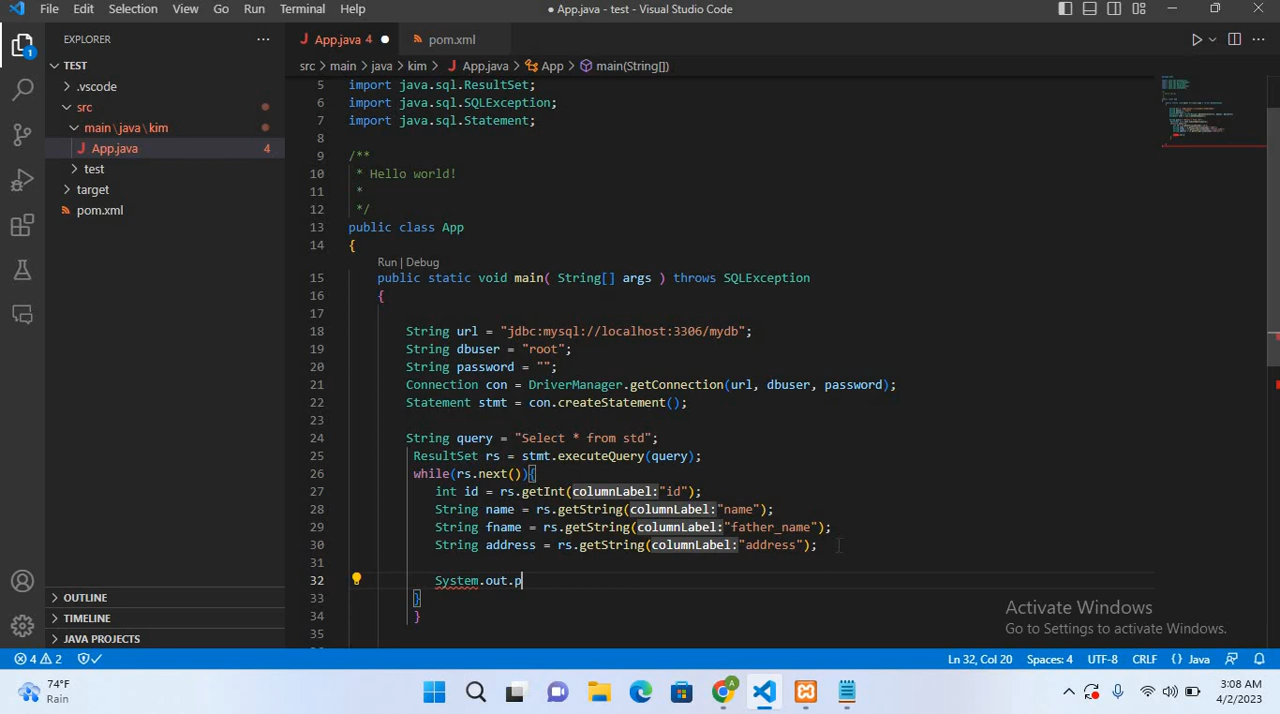 File Edit Selection View Go Run Terminal Help
● App.java - test - Visual Studio Code
EXPLORER
App.java 4
pom.xml
TEST
src > main > java > kim > App.java > App > main(String[])
.vscode
src
main\java\kim
App.java 4
test
target
pom.xml
5 import java.sql.ResultSet;
6 import java.sql.SQLException;
7 import java.sql.Statement;
8
9 /**
10 * Hello world!
11 *
12 */
13 public class App
14 {
Run | Debug
15 public static void main( String[] args ) throws SQLException
16 {
17
18 String url = "jdbc:mysql://localhost:3306/mydb";
19 String dbuser = "root";
20 String password = "";
21 Connection con = DriverManager.getConnection(url, dbuser, password);
22 Statement stmt = con.createStatement();
23
24 String query = "Select * from std";
25 ResultSet rs = stmt.executeQuery(query);
26 while(rs.next()){
27 int id = rs.getInt(columnLabel:"id");
28 String name = rs.getString(columnLabel:"name");
29 String fname = rs.getString(columnLabel:"father_name");
30 String address = rs.getString(columnLabel:"address");
31
32 System.out.p
33 }
34 }
35
OUTLINE
TIMELINE
JAVA PROJECTS
1
Activate Windows
Go to Settings to activate Windows.
4 2
Ln 32, Col 20
Spaces: 4
UTF-8
CRLF
{} Java
74°F
Rain
3:08 AM
4/2/2023